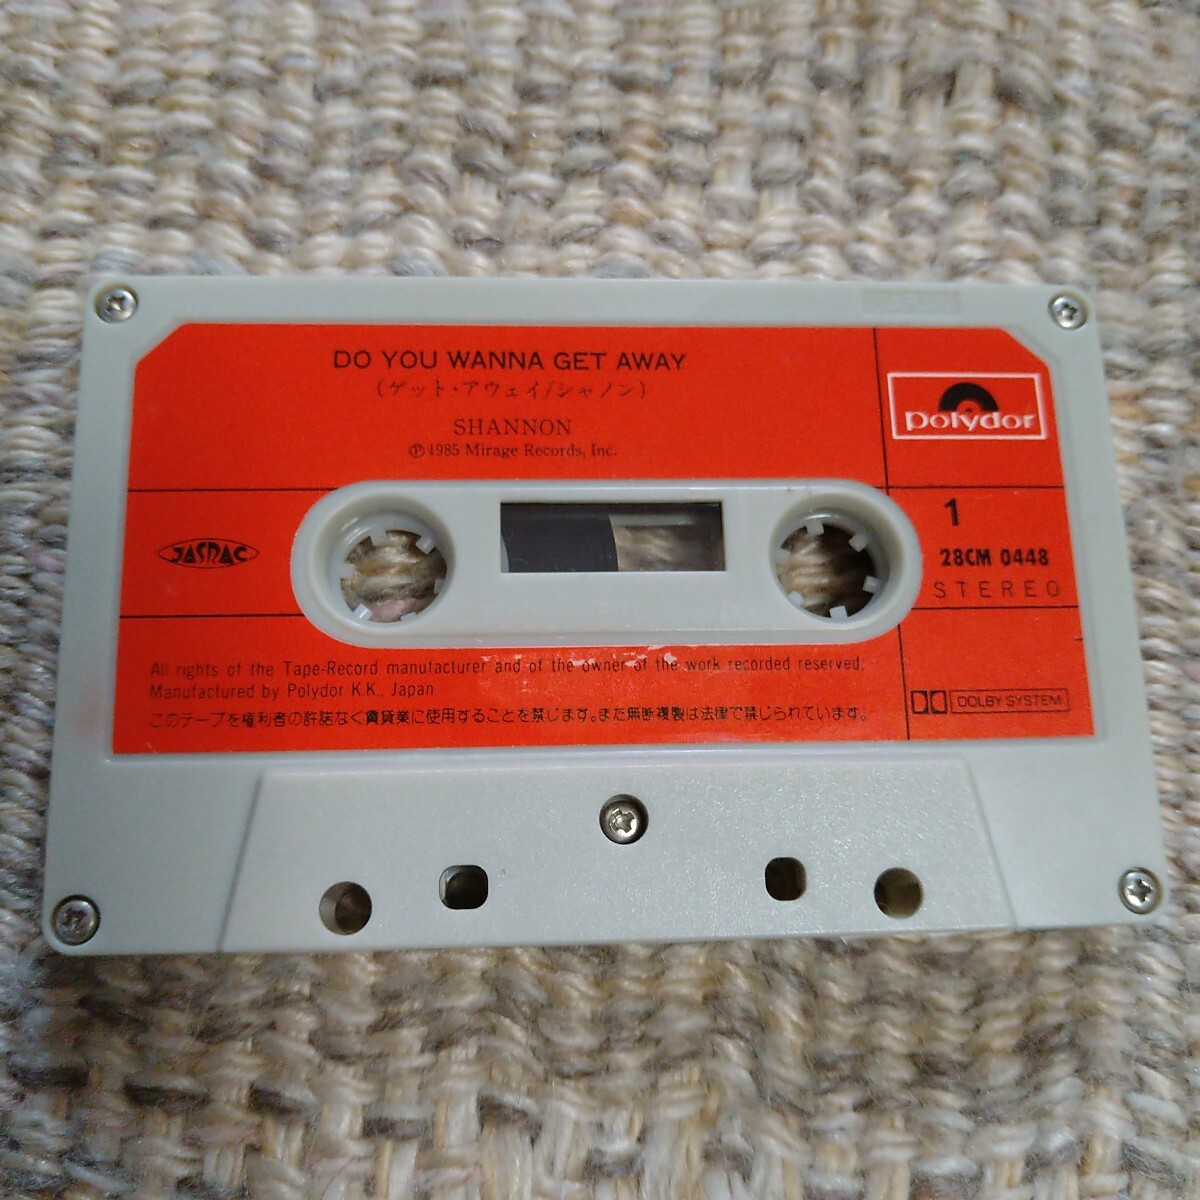 DO YOU WANNA GET AWAY
(ゲット・アウェイ/シャノン)
SHANNON
Ⓟ 1985 Mirage Records, Inc.
polydor
JASRAC
1
28CM 0448
STEREO
All rights of the Tape-Record manufacturer and of the owner of the work recorded reserved,
Manufactured by Polydor K.K., Japan
このテープを権利者の許諾なく賃貸業に使用することを禁じます。また無断複製は法律で禁じられています。
DOLBY SYSTEM